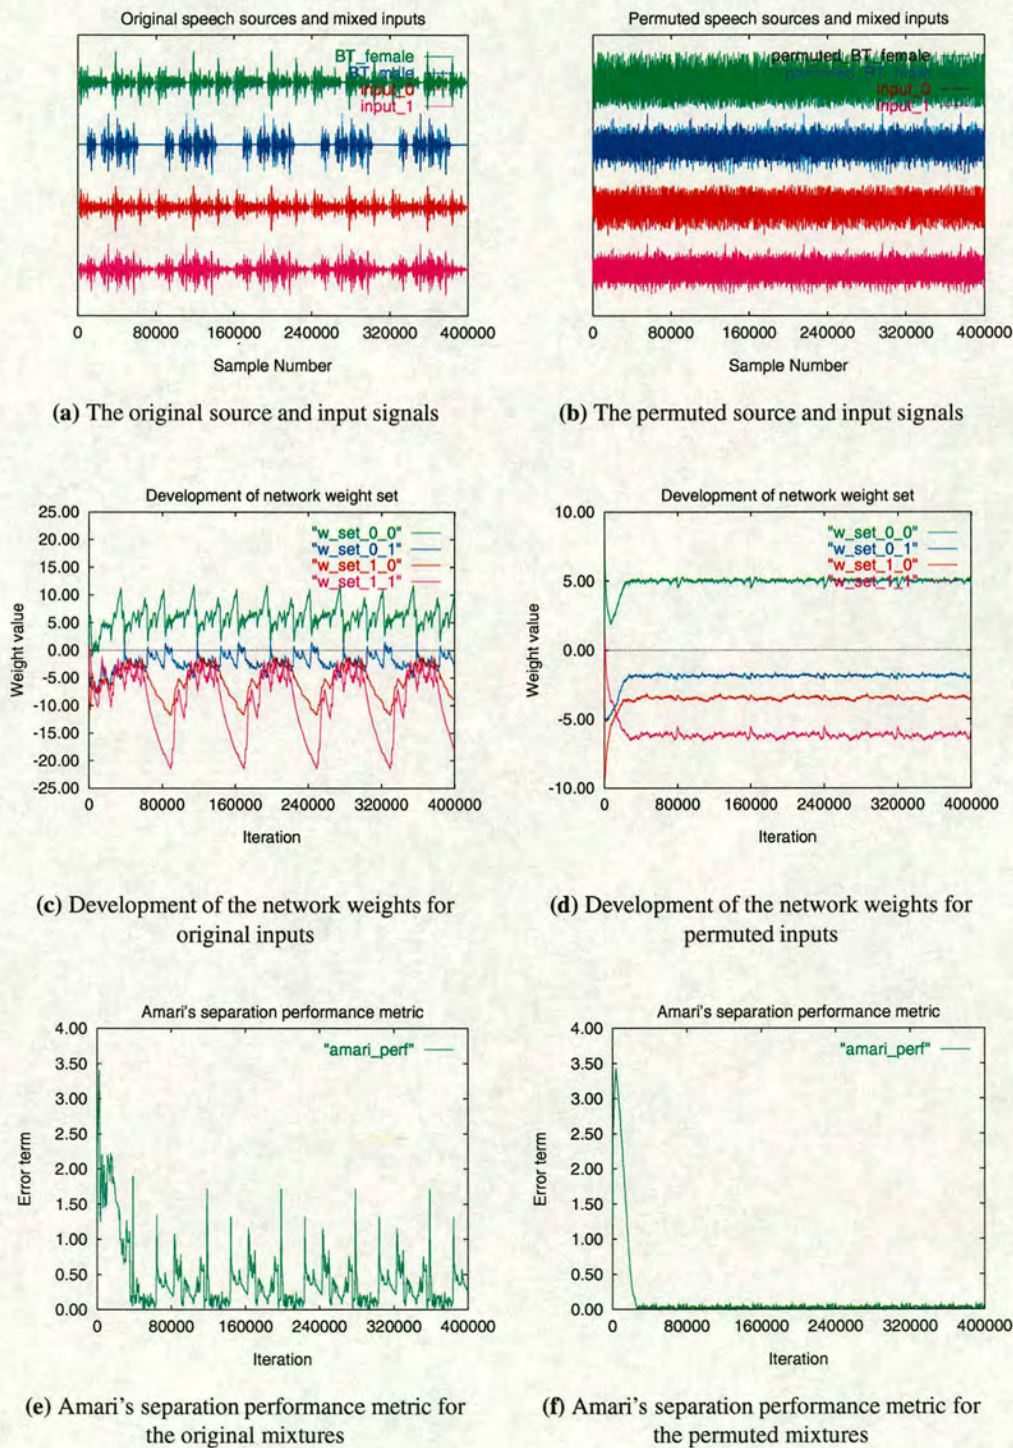 Original speech sources and mixed inputs
BT_female
BT_male
input_0
input_1
0 80000 160000 240000 320000 400000
Sample Number
(a) The original source and input signals
Permuted speech sources and mixed inputs
permuted_BT_female
permuted_BT_male
input_0
input_1
0 80000 160000 240000 320000 400000
Sample Number
(b) The permuted source and input signals
Development of network weight set
25.00
20.00
15.00
10.00
5.00
0.00
-5.00
-10.00
-15.00
-20.00
-25.00
Weight value
"w_set_0_0"
"w_set_0_1"
"w_set_1_0"
"w_set_1_1"
0 80000 160000 240000 320000 400000
Iteration
(c) Development of the network weights for
original inputs
Development of network weight set
10.00
5.00
0.00
-5.00
-10.00
Weight value
"w_set_0_0"
"w_set_0_1"
"w_set_1_0"
"w_set_1_1"
0 80000 160000 240000 320000 400000
Iteration
(d) Development of the network weights for
permuted inputs
Amari's separation performance metric
4.00
3.50
3.00
2.50
2.00
1.50
1.00
0.50
0.00
Error term
"amari_perf"
0 80000 160000 240000 320000 400000
Iteration
(e) Amari's separation performance metric for
the original mixtures
Amari's separation performance metric
4.00
3.50
3.00
2.50
2.00
1.50
1.00
0.50
0.00
Error term
"amari_perf"
0 80000 160000 240000 320000 400000
Iteration
(f) Amari's separation performance metric for
the permuted mixtures